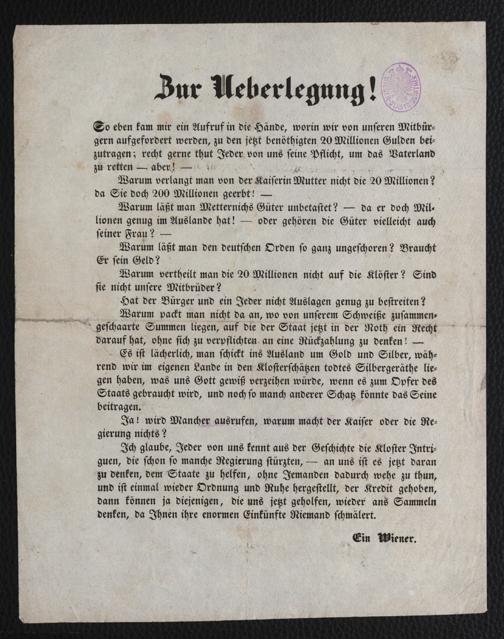 Zur Ueberlegung!
So eben kam mir ein Aufruf in die Hände, worin wir von unseren Mitbür-
gern aufgefordert werden, zu den jetzt benöthigten 20 Millionen Gulden bei-
zutragen; recht gerne thut Jeder von uns seine Pflicht, um das Vaterland
zu retten — aber! —
Warum verlangt man von der Kaiserin Mutter nicht die 20 Millionen?
da Sie doch 200 Millionen geerbt! —
Warum läßt man Metternichs Güter unbetastet? — da er doch Mil-
lionen genug im Auslande hat! — oder gehören die Güter vielleicht auch
seiner Frau? —
Warum läßt man den deutschen Orden so ganz ungeschoren? Braucht
Er sein Geld?
Warum vertheilt man die 20 Millionen nicht auf die Klöster? Sind
sie nicht unsere Mitbrüder?
Hat der Bürger und ein Jeder nicht Auslagen genug zu bestreiten?
Warum packt man nicht da an, wo von unserem Schweiße zusammen-
geschaarte Summen liegen, auf die der Staat jetzt in der Noth ein Recht
darauf hat, ohne sich zu verpflichten an eine Rückzahlung zu denken! —
Es ist lächerlich, man schickt ins Ausland um Gold und Silber, wäh-
rend wir im eigenen Lande in den Klosterschätzen todtes Silbergeräthe lie-
gen haben, was uns Gott gewiß verzeihen würde, wenn es zum Opfer des
Staats gebraucht wird, und noch so manch anderer Schatz könnte das Seine
beitragen.
Ja! wird Mancher ausrufen, warum macht der Kaiser oder die Re-
gierung nichts?
Ich glaube, Jeder von uns kennt aus der Geschichte die Kloster Intri-
guen, die schon so manche Regierung stürzten, — an uns ist es jetzt daran
zu denken, dem Staate zu helfen, ohne Jemanden dadurch wehe zu thun,
und ist einmal wieder Ordnung und Ruhe hergestellt, der Kredit gehoben,
dann können ja diejenigen, die uns jetzt geholfen, wieder ans Sammeln
denken, da Ihnen ihre enormen Einkünfte Niemand schmälert.
Ein Wiener.